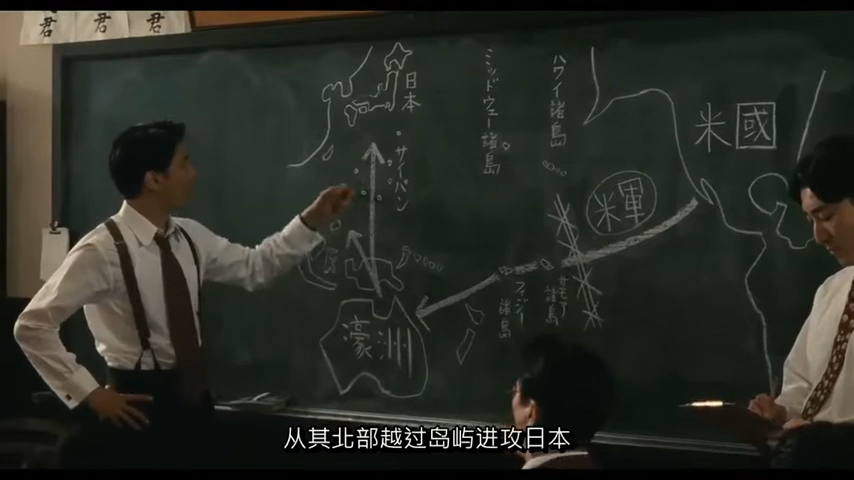 君
君
君
日本
ミッドウェー諸島
ハワイ諸島
米國
サイパン
米軍
フィジー
諸島
サモア
諸島
濠洲
从其北部越过岛屿进攻日本